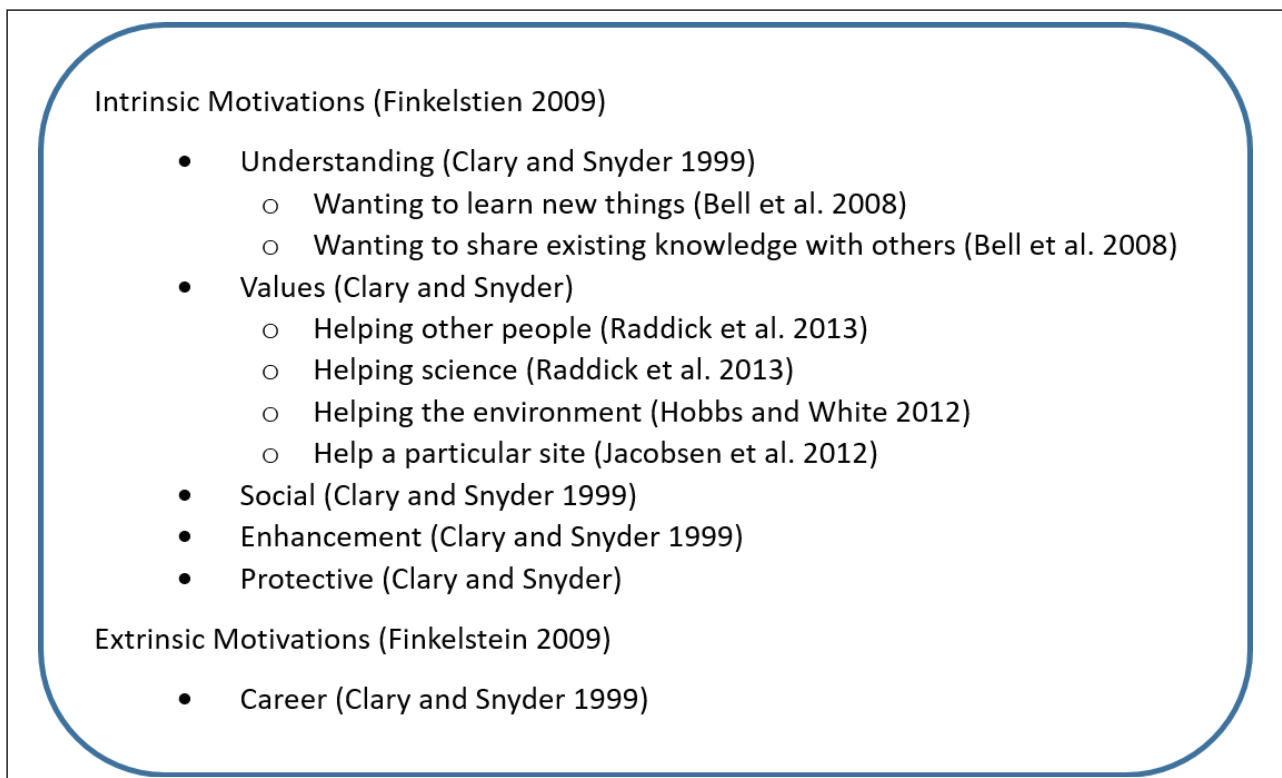 Intrinsic Motivations (Finkelstien 2009)
• Understanding (Clary and Snyder 1999)
o Wanting to learn new things (Bell et al. 2008)
o Wanting to share existing knowledge with others (Bell et al. 2008)
• Values (Clary and Snyder)
o Helping other people (Raddick et al. 2013)
o Helping science (Raddick et al. 2013)
o Helping the environment (Hobbs and White 2012)
o Help a particular site (Jacobsen et al. 2012)
• Social (Clary and Snyder 1999)
• Enhancement (Clary and Snyder 1999)
• Protective (Clary and Snyder)
Extrinsic Motivations (Finkelstein 2009)
• Career (Clary and Snyder 1999)